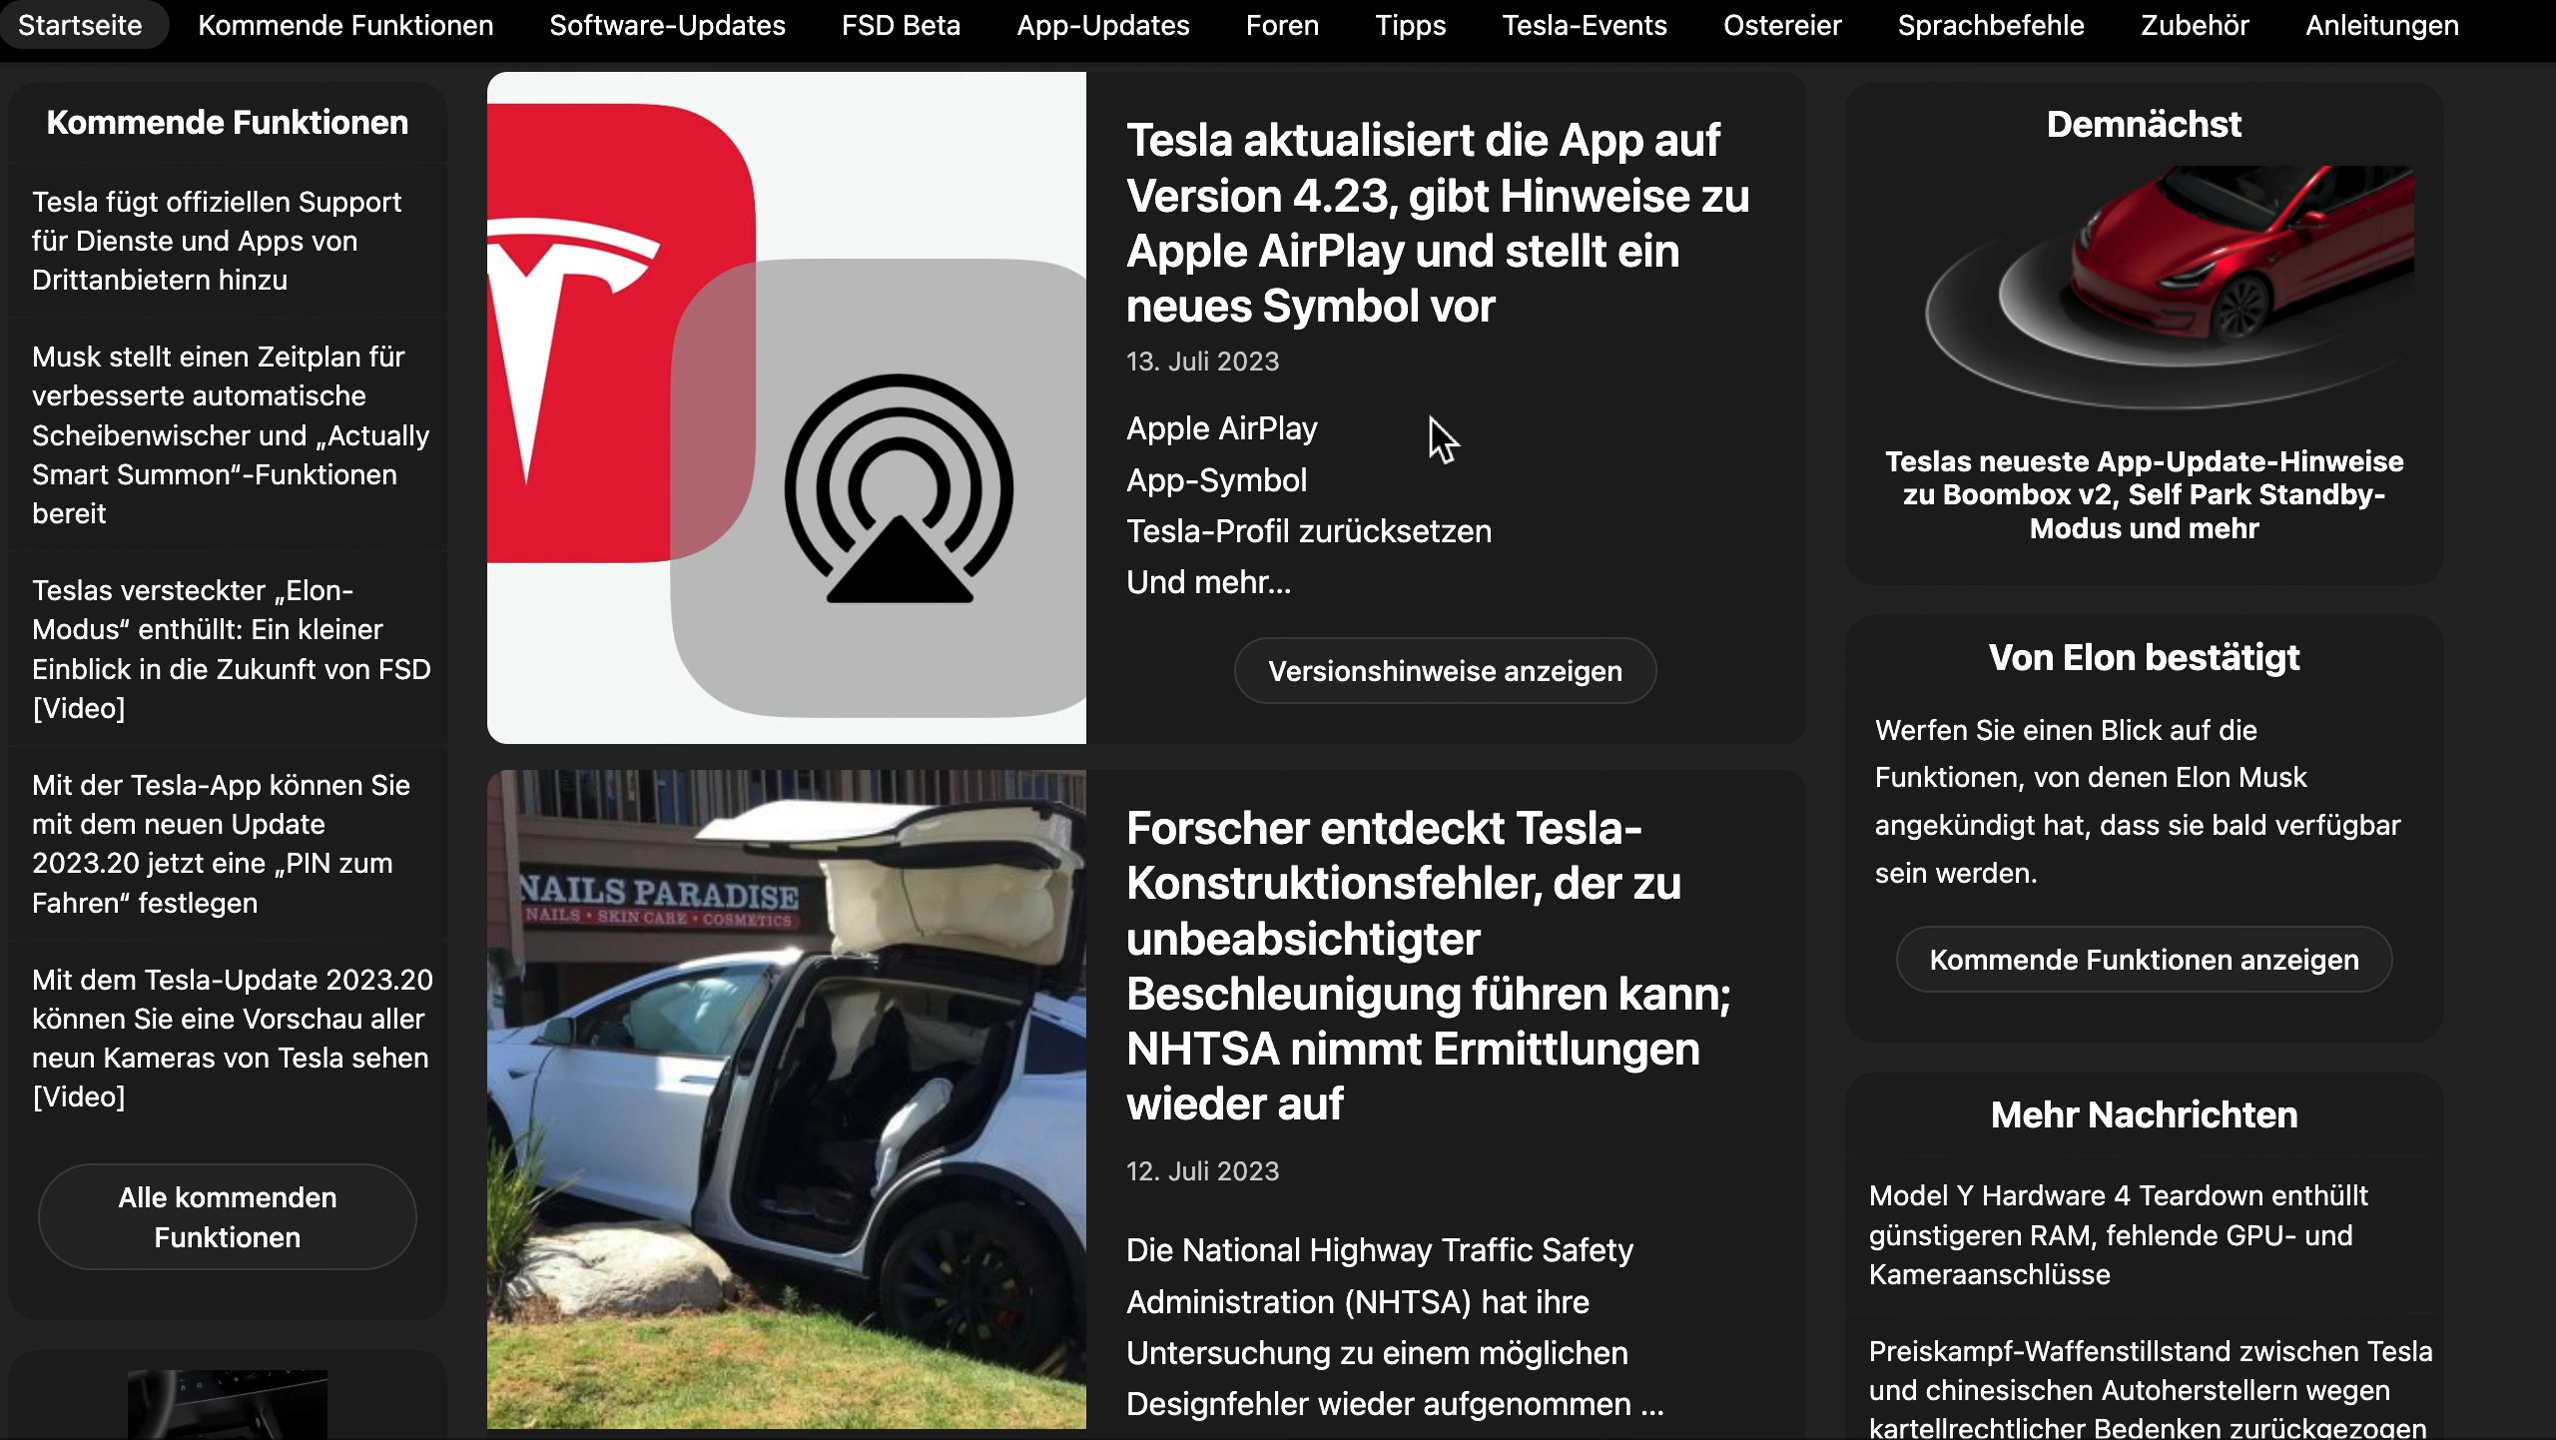 Startseite
Kommende Funktionen
Software-Updates
FSD Beta
App-Updates
Foren
Tipps
Tesla-Events
Ostereier
Sprachbefehle
Zubehör
Anleitungen
Kommende Funktionen
Tesla fügt offiziellen Support
für Dienste und Apps von
Drittanbietern hinzu
Musk stellt einen Zeitplan für
verbesserte automatische
Scheibenwischer und „Actually
Smart Summon“-Funktionen
bereit
Teslas versteckter „Elon-
Modus“ enthüllt: Ein kleiner
Einblick in die Zukunft von FSD
[Video]
Mit der Tesla-App können Sie
mit dem neuen Update
2023.20 jetzt eine „PIN zum
Fahren“ festlegen
Mit dem Tesla-Update 2023.20
können Sie eine Vorschau aller
neun Kameras von Tesla sehen
[Video]
Alle kommenden
Funktionen
Tesla aktualisiert die App auf
Version 4.23, gibt Hinweise zu
Apple AirPlay und stellt ein
neues Symbol vor
13. Juli 2023
Apple AirPlay
App-Symbol
Tesla-Profil zurücksetzen
Und mehr...
Versionshinweise anzeigen
NAILS PARADISE
NAILS • SKIN CARE • COSMETICS
Forscher entdeckt Tesla-
Konstruktionsfehler, der zu
unbeabsichtigter
Beschleunigung führen kann;
NHTSA nimmt Ermittlungen
wieder auf
12. Juli 2023
Die National Highway Traffic Safety
Administration (NHTSA) hat ihre
Untersuchung zu einem möglichen
Designfehler wieder aufgenommen ...
Demnächst
Teslas neueste App-Update-Hinweise
zu Boombox v2, Self Park Standby-
Modus und mehr
Von Elon bestätigt
Werfen Sie einen Blick auf die
Funktionen, von denen Elon Musk
angekündigt hat, dass sie bald verfügbar
sein werden.
Kommende Funktionen anzeigen
Mehr Nachrichten
Model Y Hardware 4 Teardown enthüllt
günstigeren RAM, fehlende GPU- und
Kameraanschlüsse
Preiskampf-Waffenstillstand zwischen Tesla
und chinesischen Autoherstellern wegen
kartellrechtlicher Bedenken zurückgezogen